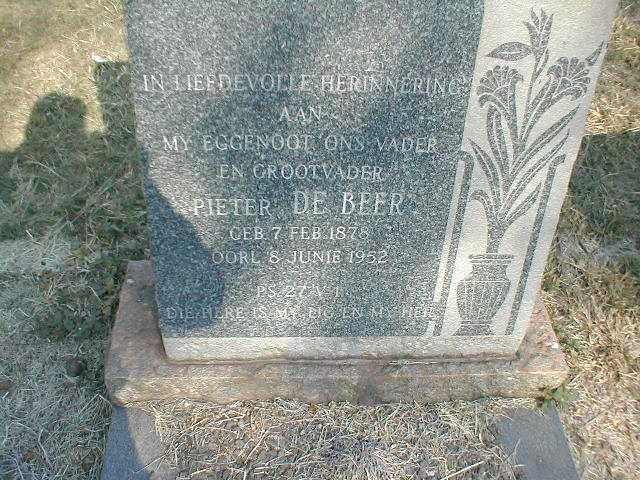 IN LIEFDEVOLLE HERINNERING
AAN
MY EGGENOOT, ONS VADER
EN GROOTVADER
PIETER DE BEER
GEB. 7 FEB. 1878
OORL. 8 JUNIE 1952
PS. 27 V. 1
DIE HERE IS MY LIG EN MY HEIL